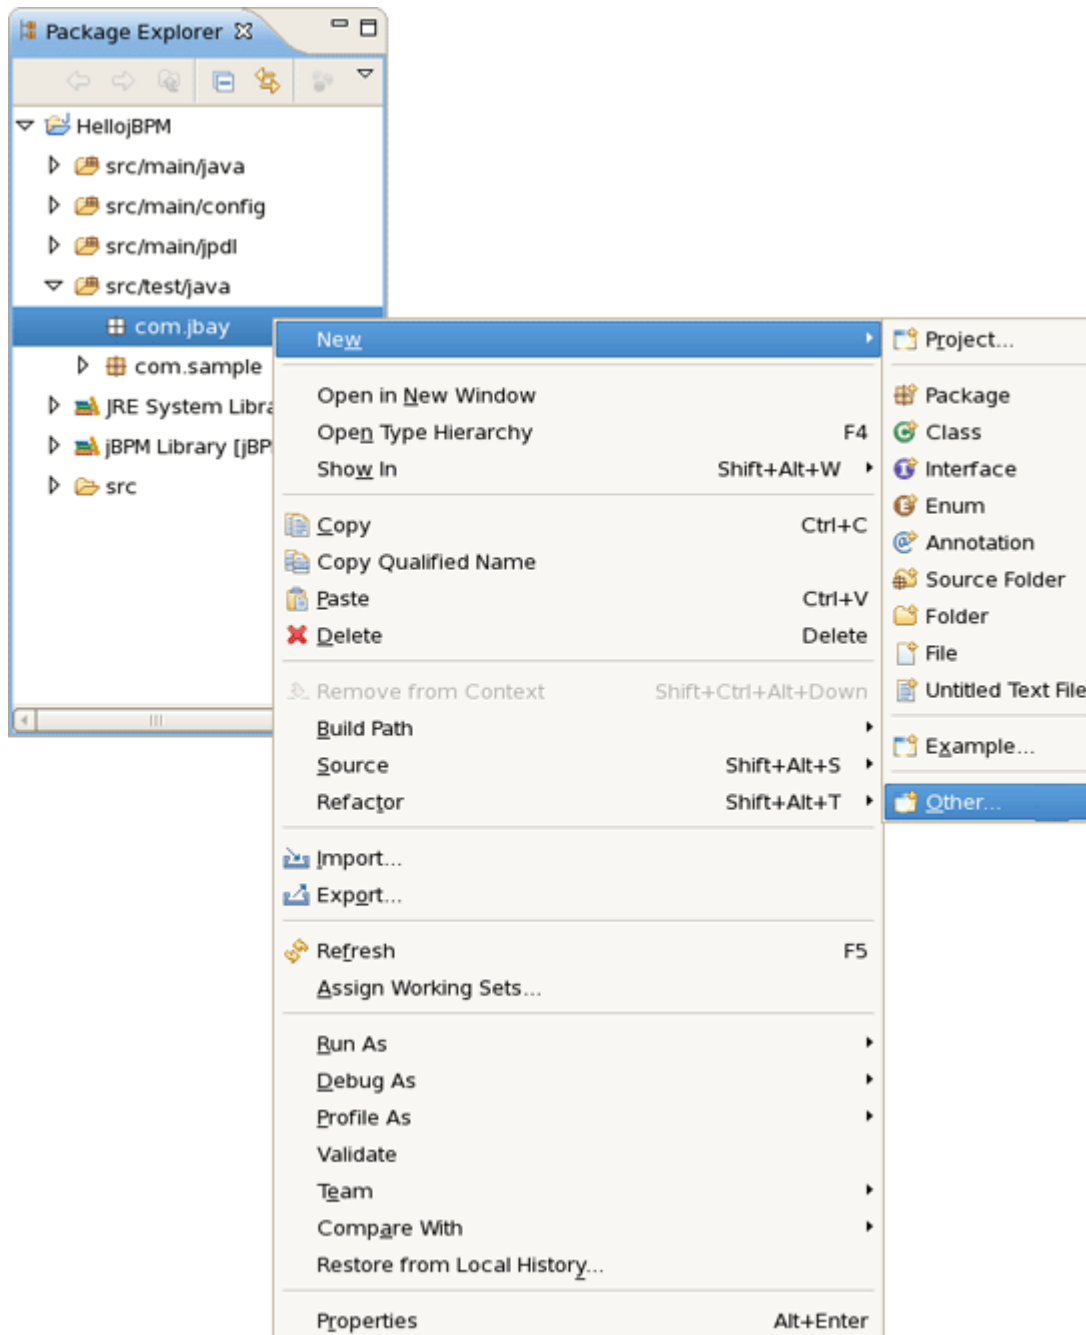 Package Explorer
HellojBPM
src/main/java
src/main/config
src/main/jpdl
src/test/java
com.jbay
com.sample
JRE System Libra
jBPM Library [jBP
src
New
Open in New Window
Open Type Hierarchy F4
Show In Shift+Alt+W
Copy Ctrl+C
Copy Qualified Name
Paste Ctrl+V
Delete Delete
Remove from Context Shift+Ctrl+Alt+Down
Build Path
Source Shift+Alt+S
Refactor Shift+Alt+T
Import...
Export...
Refresh F5
Assign Working Sets...
Run As
Debug As
Profile As
Validate
Team
Compare With
Restore from Local History...
Properties Alt+Enter
Project...
Package
Class
Interface
Enum
Annotation
Source Folder
Folder
File
Untitled Text File
Example...
Other...